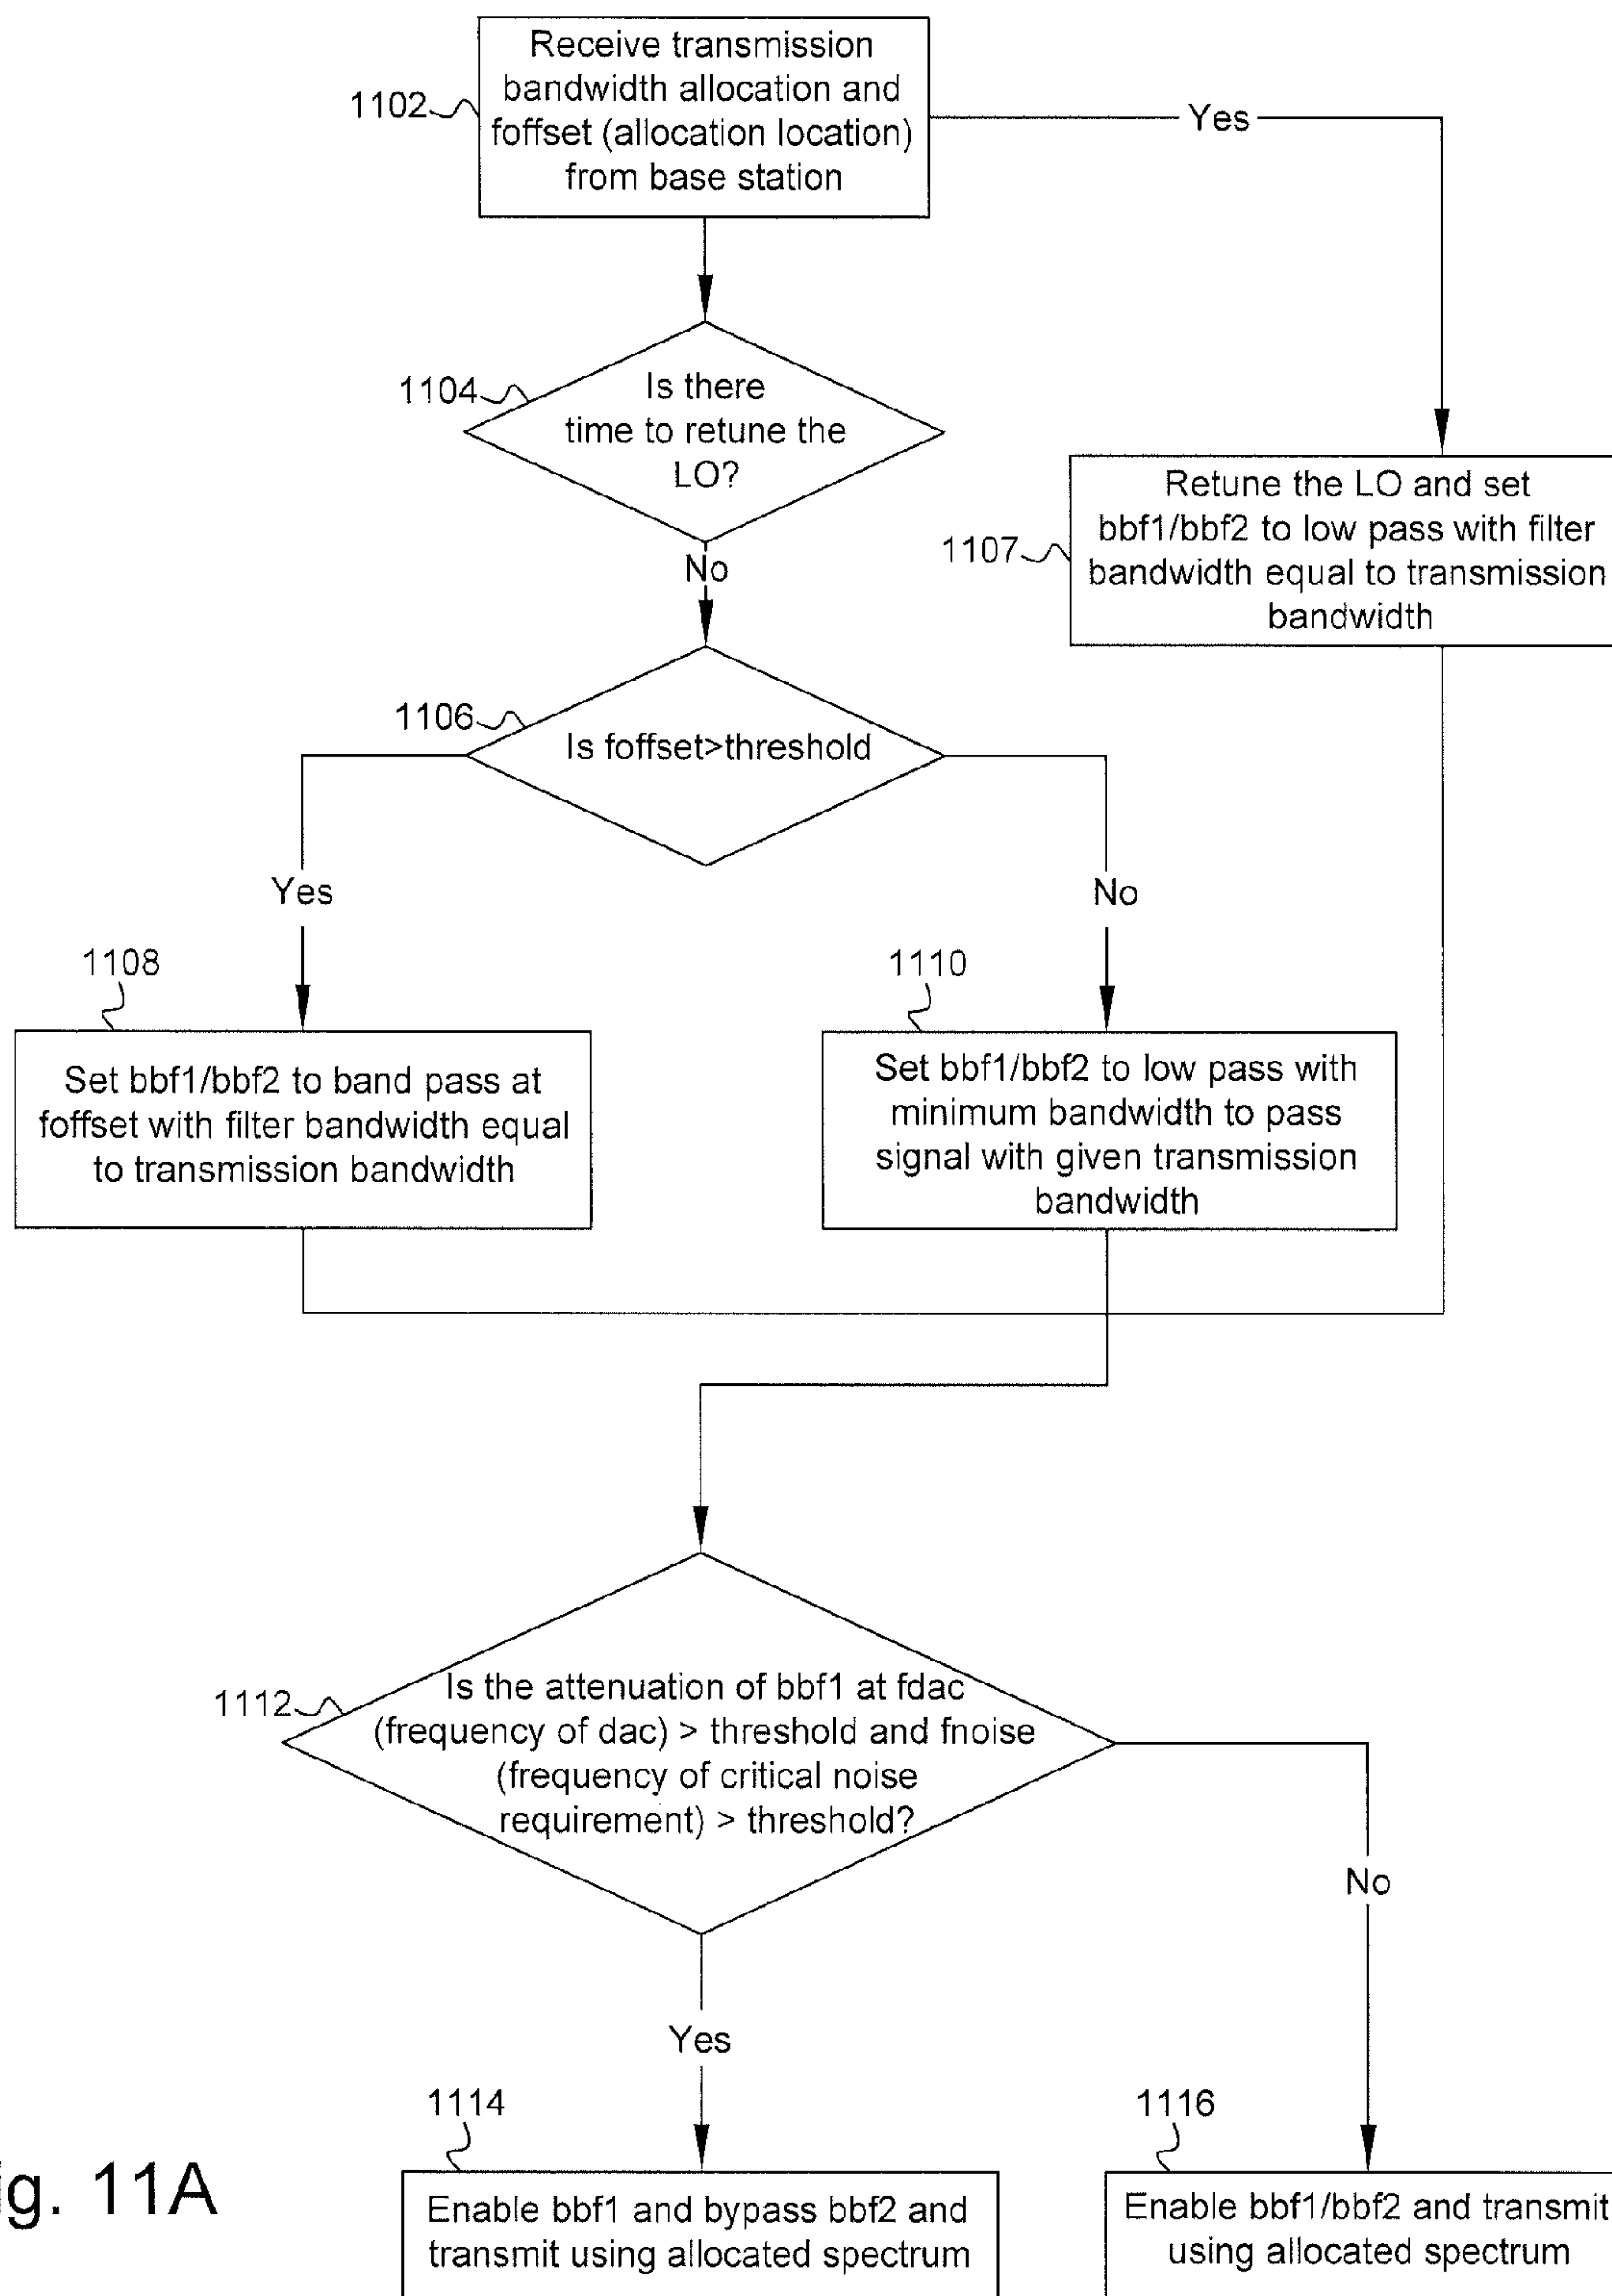 Receive transmission
bandwidth allocation and
foffset (allocation location)
from base station
1102
Yes
1104
Is there
time to retune the
LO?
No
Retune the LO and set
bbf1/bbf2 to low pass with filter
bandwidth equal to transmission
bandwidth
1107
1106
Is foffset>threshold
Yes
No
1108
1110
Set bbf1/bbf2 to band pass at
foffset with filter bandwidth equal
to transmission bandwidth
Set bbf1/bbf2 to low pass with
minimum bandwidth to pass
signal with given transmission
bandwidth
1112
Is the attenuation of bbf1 at fdac
(frequency of dac) > threshold and fnoise
(frequency of critical noise
requirement) > threshold?
No
Yes
1114
1116
Enable bbf1 and bypass bbf2 and
transmit using allocated spectrum
Enable bbf1/bbf2 and transmit
using allocated spectrum
g. 11A